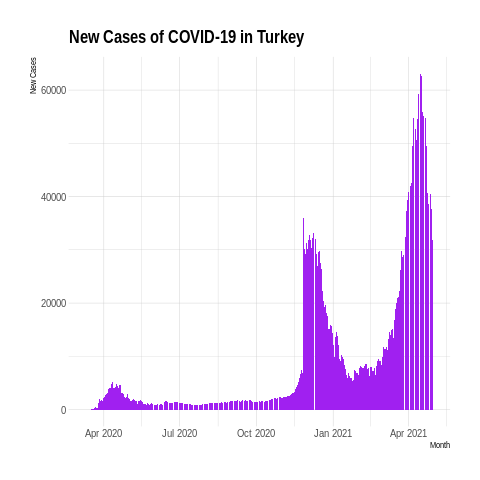 New Cases of COVID-19 in Turkey
New Cases
60000
40000
20000
0
Apr 2020 Jul 2020 Oct 2020 Jan 2021 Apr 2021
Month